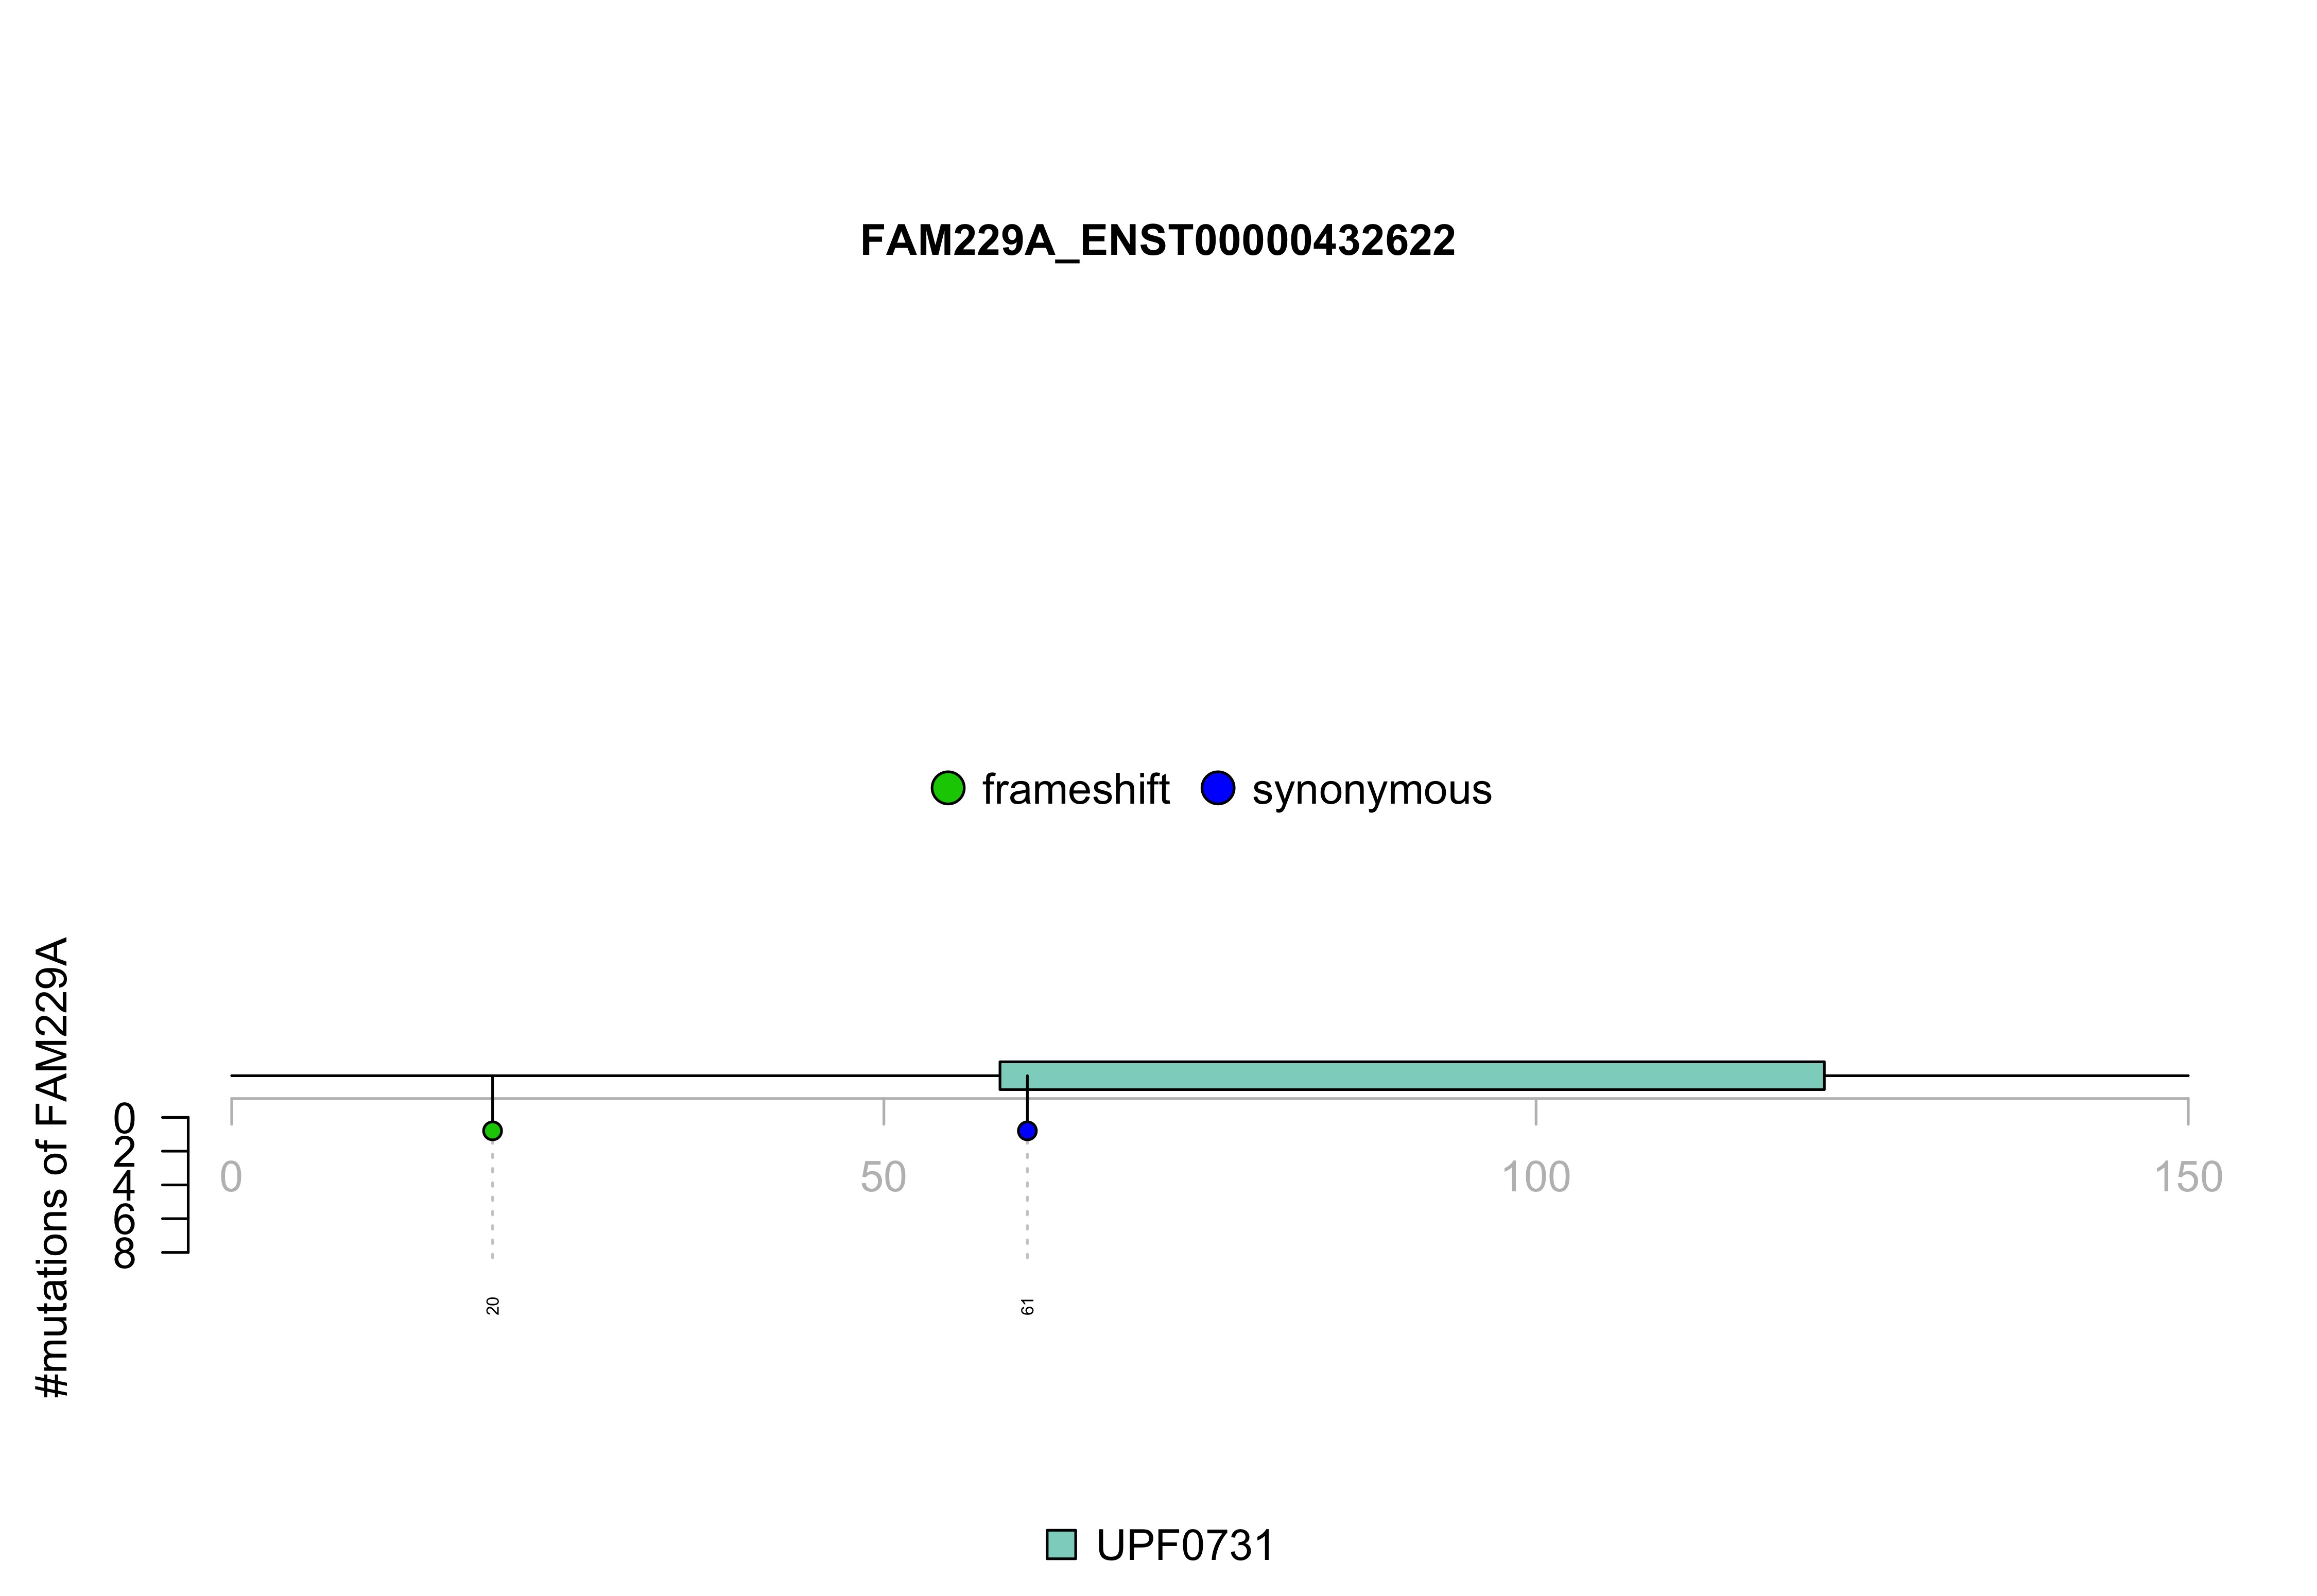 FAM229A_ENST00000432622
frameshift synonymous
#mutations of FAM229A
0
2
4
6
8
0 50 100 150
20 61
UPF0731